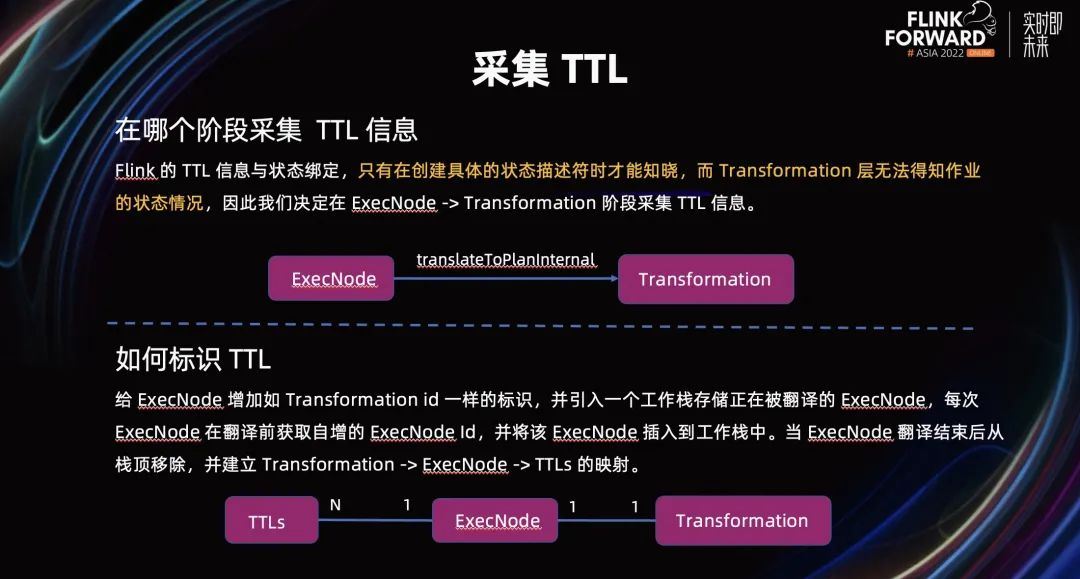 FLINK
FORWARD
# ASIA 2022 ONLINE
实时即
未来
采集 TTL
在哪个阶段采集 TTL 信息
Flink 的 TTL 信息与状态绑定，只有在创建具体的状态描述符时才能知晓，而 Transformation 层无法得知作业
的状态情况，因此我们决定在 ExecNode -> Transformation 阶段采集 TTL 信息。
translateToPlanInternal
ExecNode
Transformation
如何标识 TTL
给 ExecNode 增加如 Transformation id 一样的标识，并引入一个工作栈存储正在被翻译的 ExecNode，每次
ExecNode 在翻译前获取自增的 ExecNode Id，并将该 ExecNode 插入到工作栈中。当 ExecNode 翻译结束后从
栈顶移除，并建立 Transformation -> ExecNode -> TTLs 的映射。
TTLs
N
1
ExecNode
1
1
Transformation